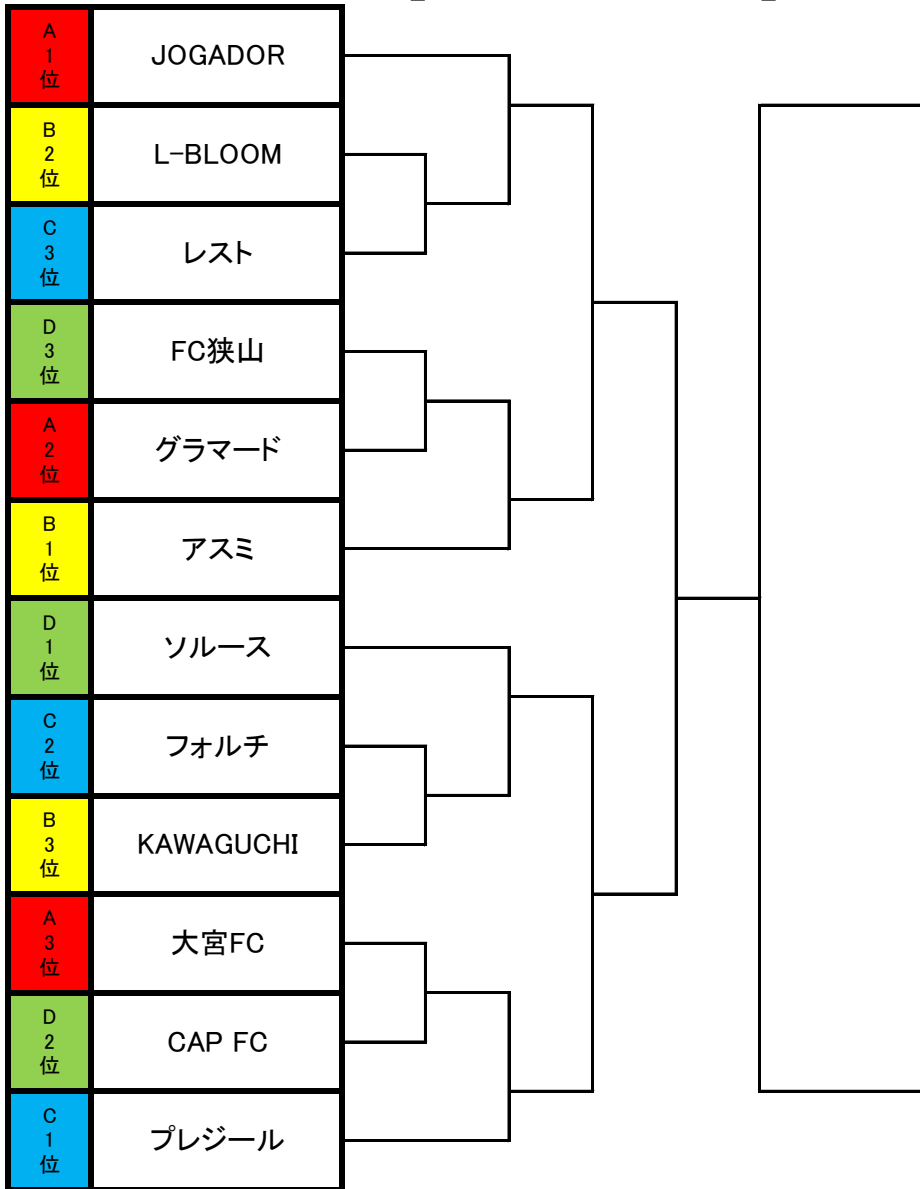 A
1
位
JOGADOR
B
2
位
L-BLOOM
C
3
位
レスト
D
3
位
FC狭山
A
2
位
グラマード
B
1
位
アスミ
D
1
位
ソルース
C
2
位
フォルチ
B
3
位
KAWAGUCHI
A
3
位
大宮FC
D
2
位
CAP FC
C
1
位
プレジール